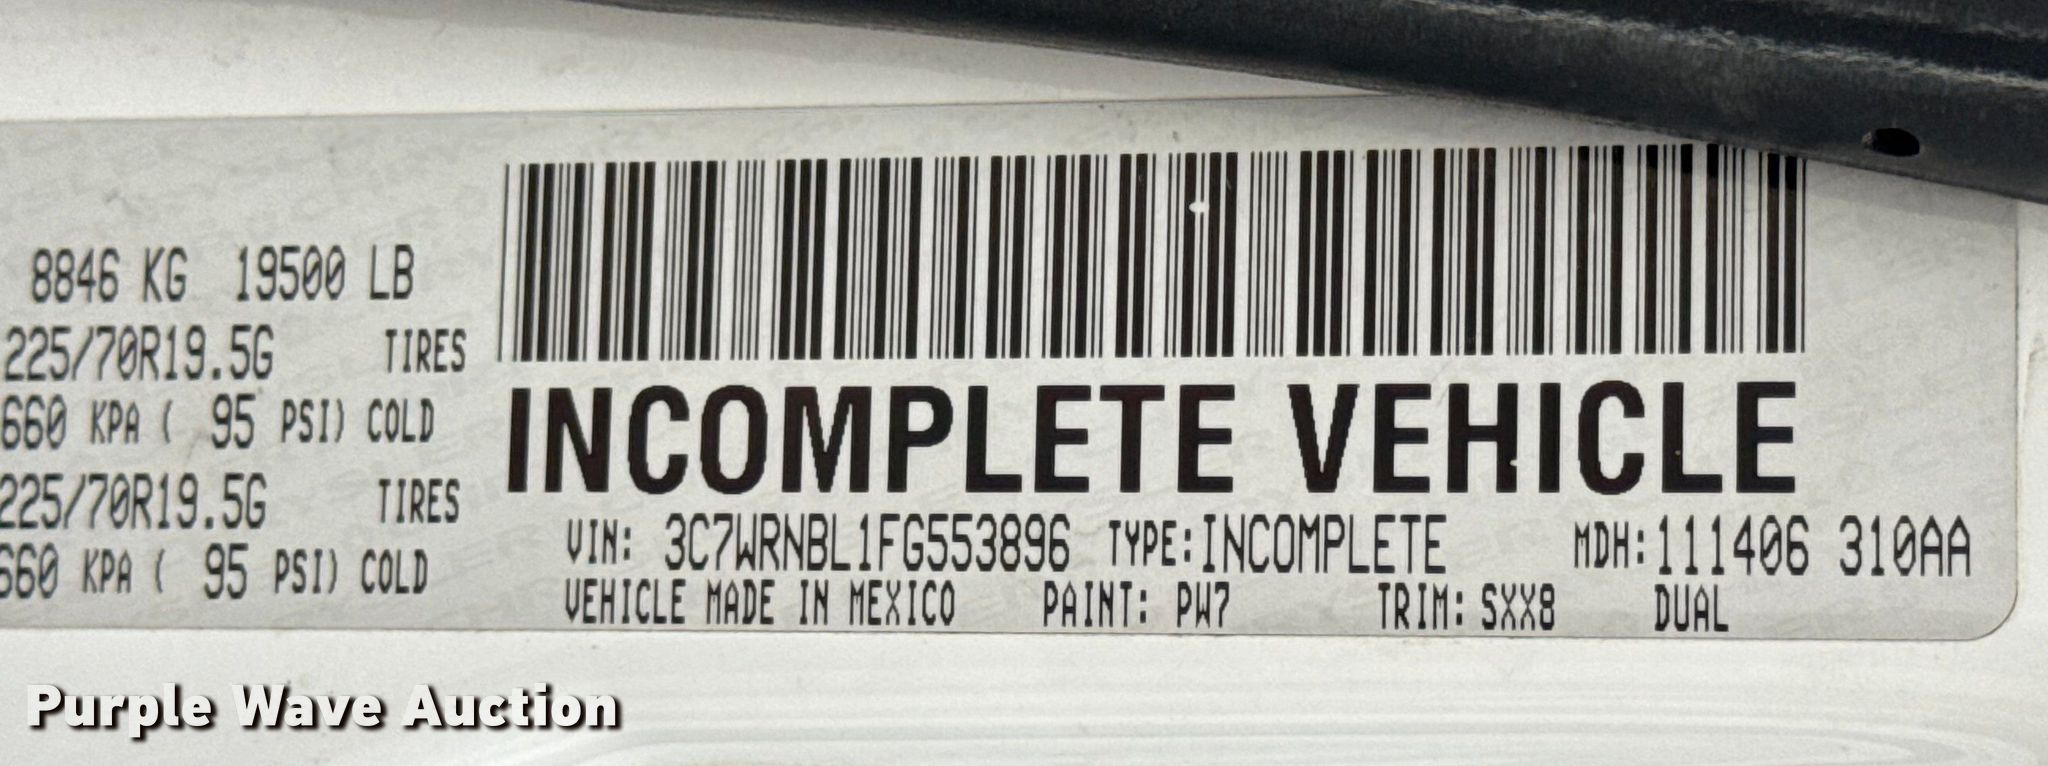 8846 KG 19500 LB
225/70R19.5G TIRES
660 KPA ( 95 PSI) COLD
225/70R19.5G TIRES
660 KPA ( 95 PSI) COLD
INCOMPLETE VEHICLE
VIN: 3C7WRNBL1FG553896 TYPE: INCOMPLETE MDH: 111406 310AA
VEHICLE MADE IN MEXICO PAINT: PW7 TRIM: SXX8 DUAL
Purple Wave Auction